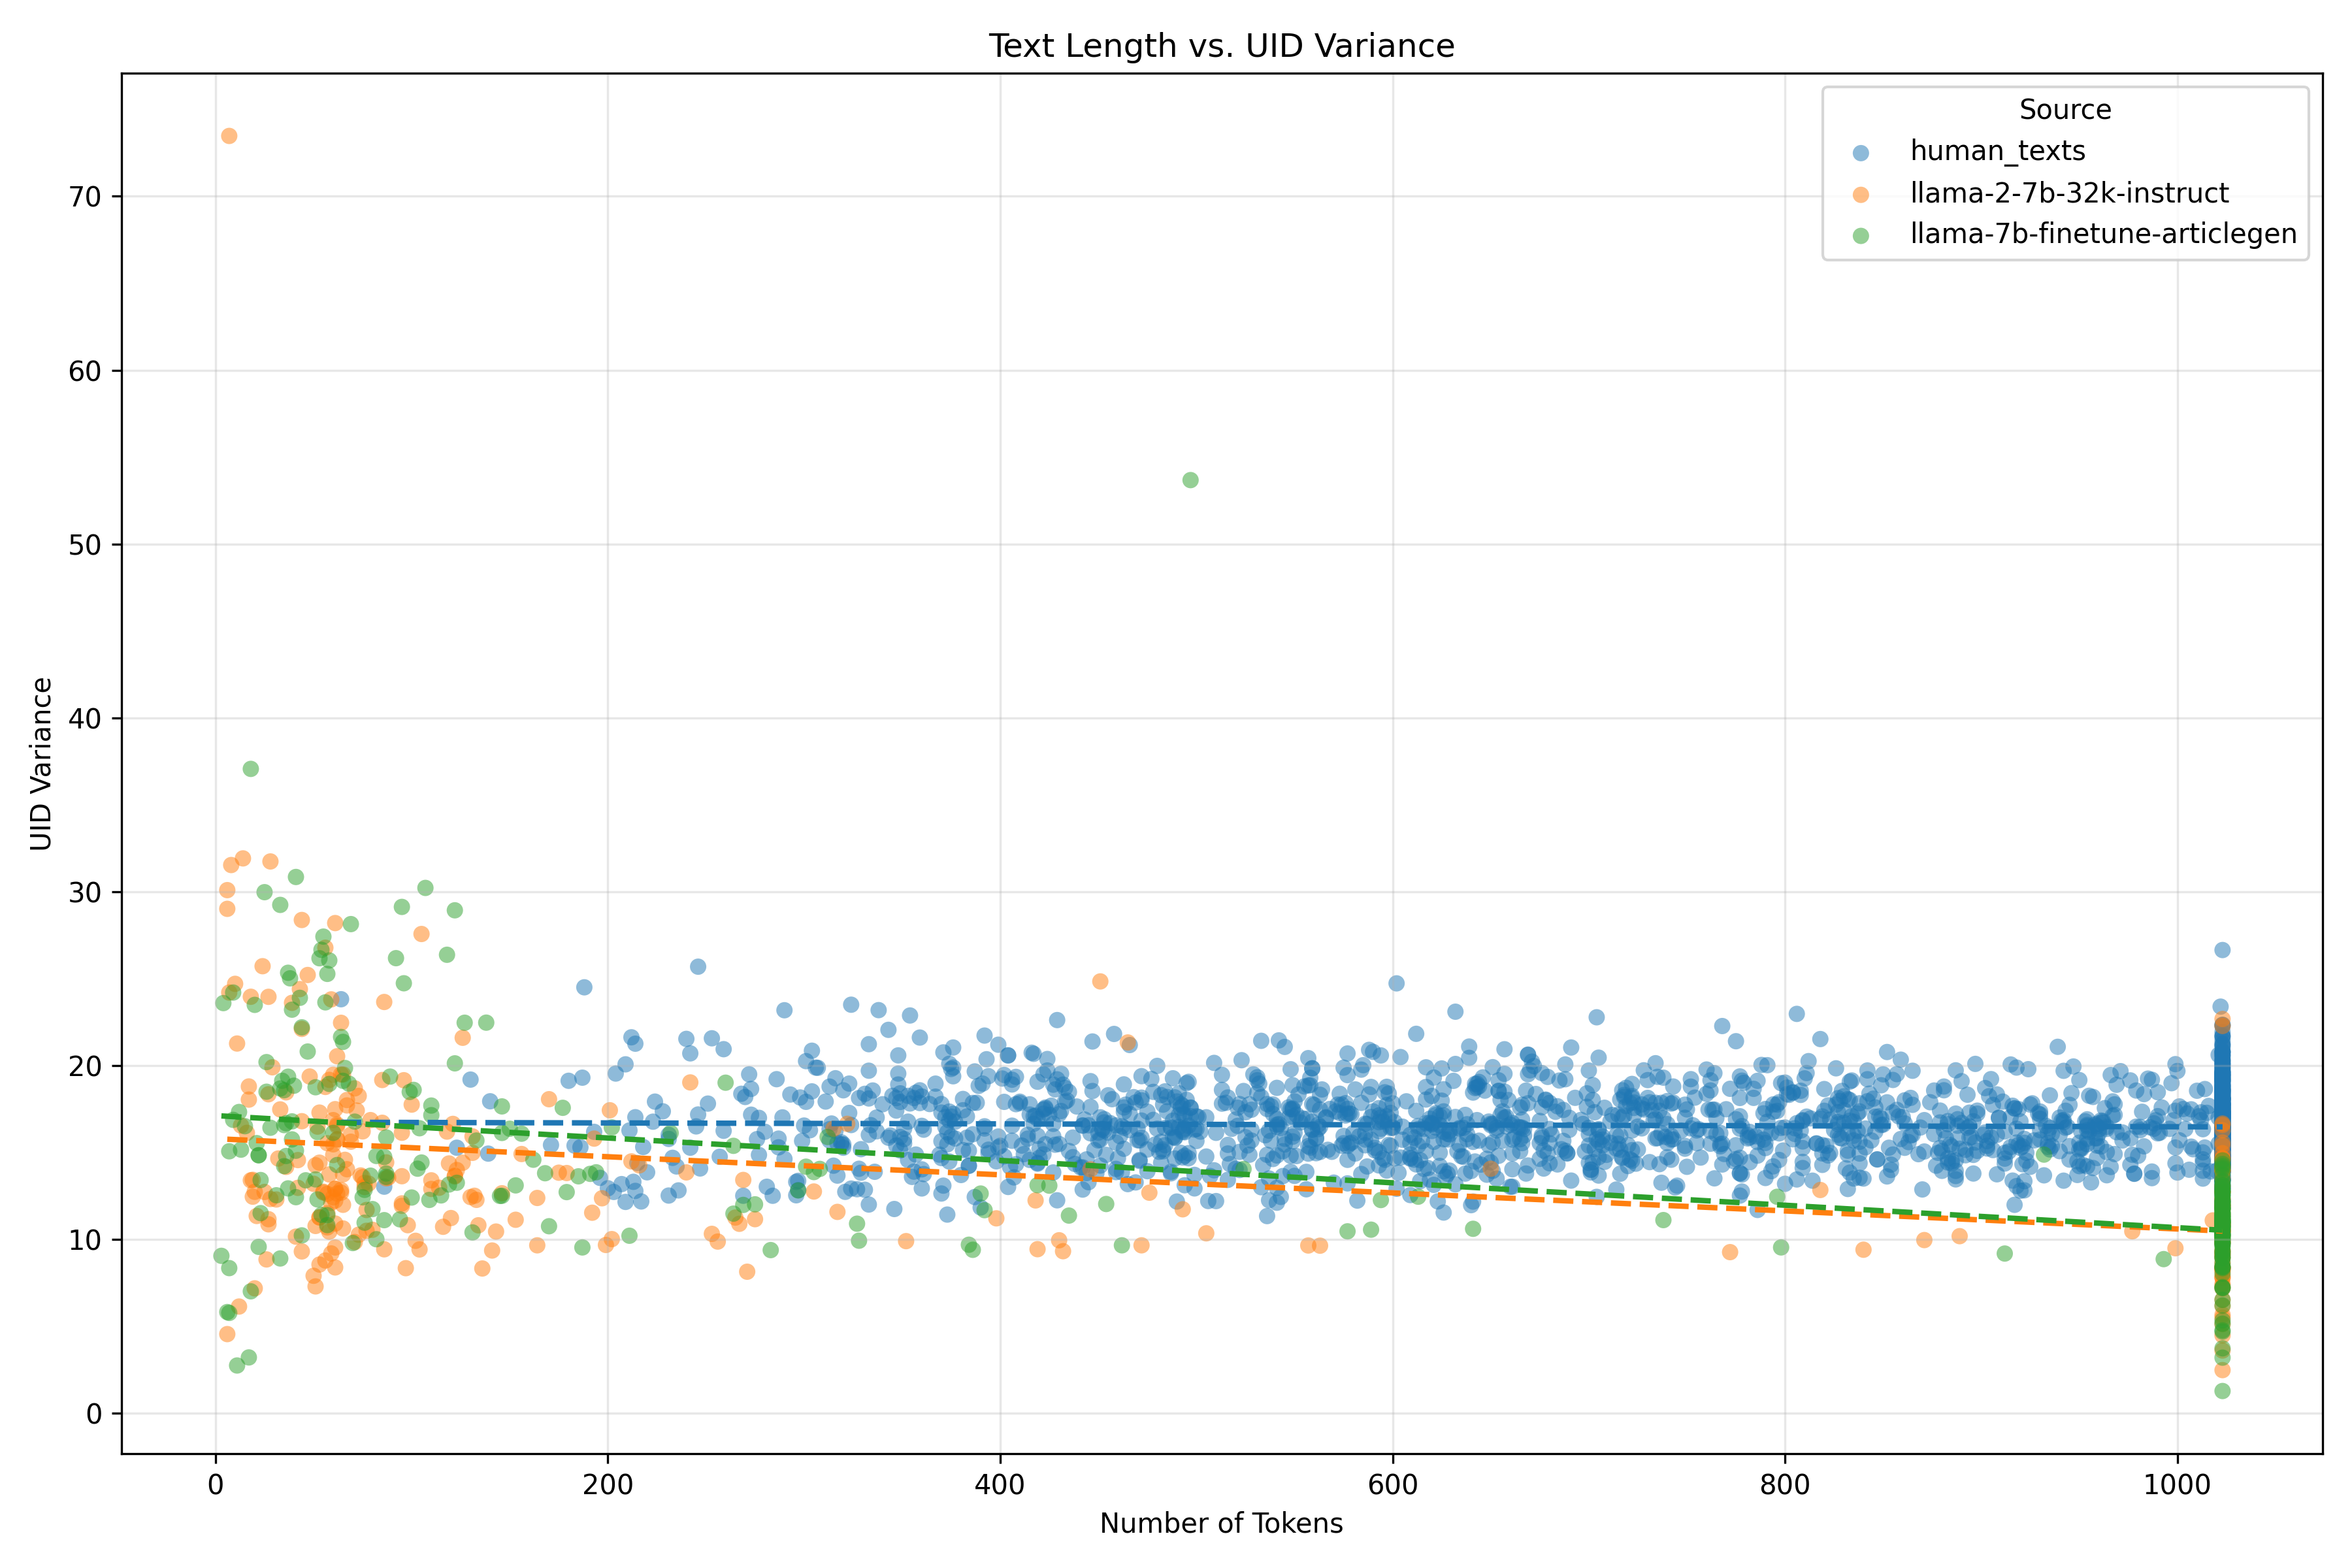 Text Length vs. UID Variance
Source
human_texts
llama-2-7b-32k-instruct
llama-7b-finetune-articlegen
UID Variance
70
60
50
40
30
20
10
0
0 200 400 600 800 1000
Number of Tokens